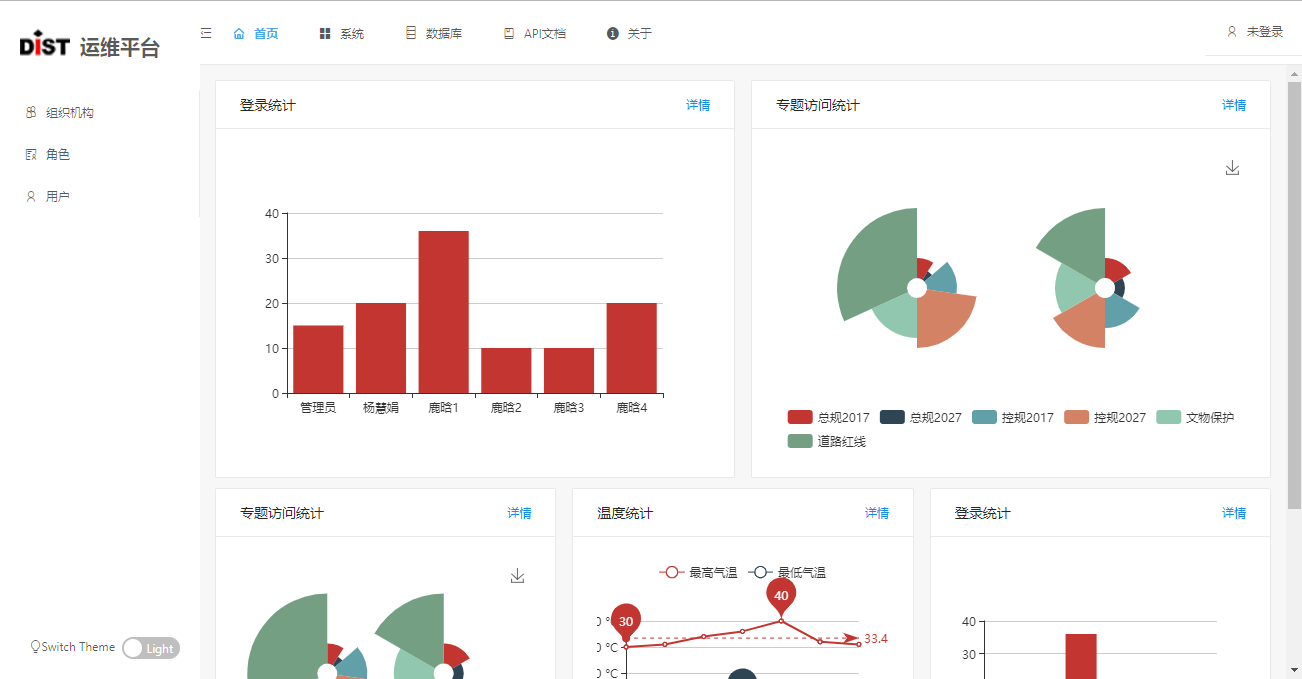 DIST 运维平台
首页 系统 数据库 API文档 关于 未登录
组织机构
角色
用户
Switch Theme Light
登录统计 详情
40
30
20
10
0
管理员 杨慧娟 鹿晗1 鹿晗2 鹿晗3 鹿晗4
专题访问统计 详情
总规2017 总规2027 控规2017 控规2027 文物保护
道路红线
专题访问统计 详情
温度统计 详情
最高气温 最低气温
40
30
33.4
0 °C
0 °C
登录统计 详情
40
30